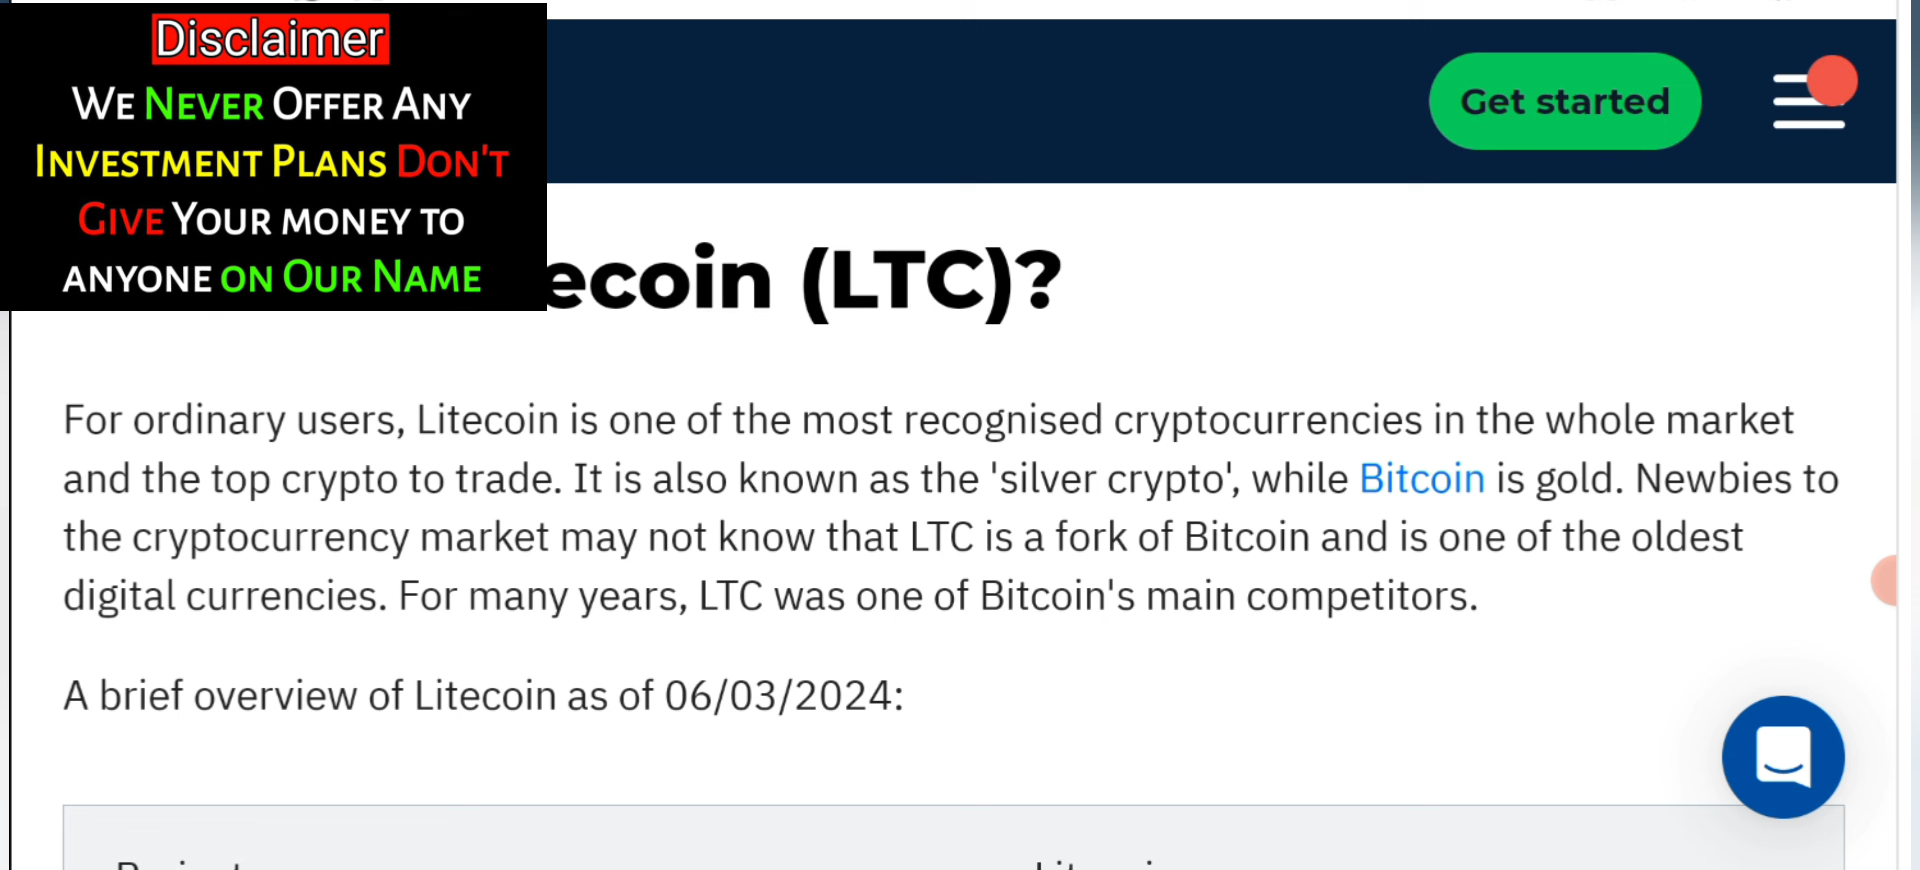 Disclaimer
We Never Offer Any
Investment Plans Don't
Give Your money to
anyone on Our Name
Get started
ecoin (LTC)?
For ordinary users, Litecoin is one of the most recognised cryptocurrencies in the whole market
and the top crypto to trade. It is also known as the 'silver crypto', while Bitcoin is gold. Newbies to
the cryptocurrency market may not know that LTC is a fork of Bitcoin and is one of the oldest
digital currencies. For many years, LTC was one of Bitcoin's main competitors.
A brief overview of Litecoin as of 06/03/2024: